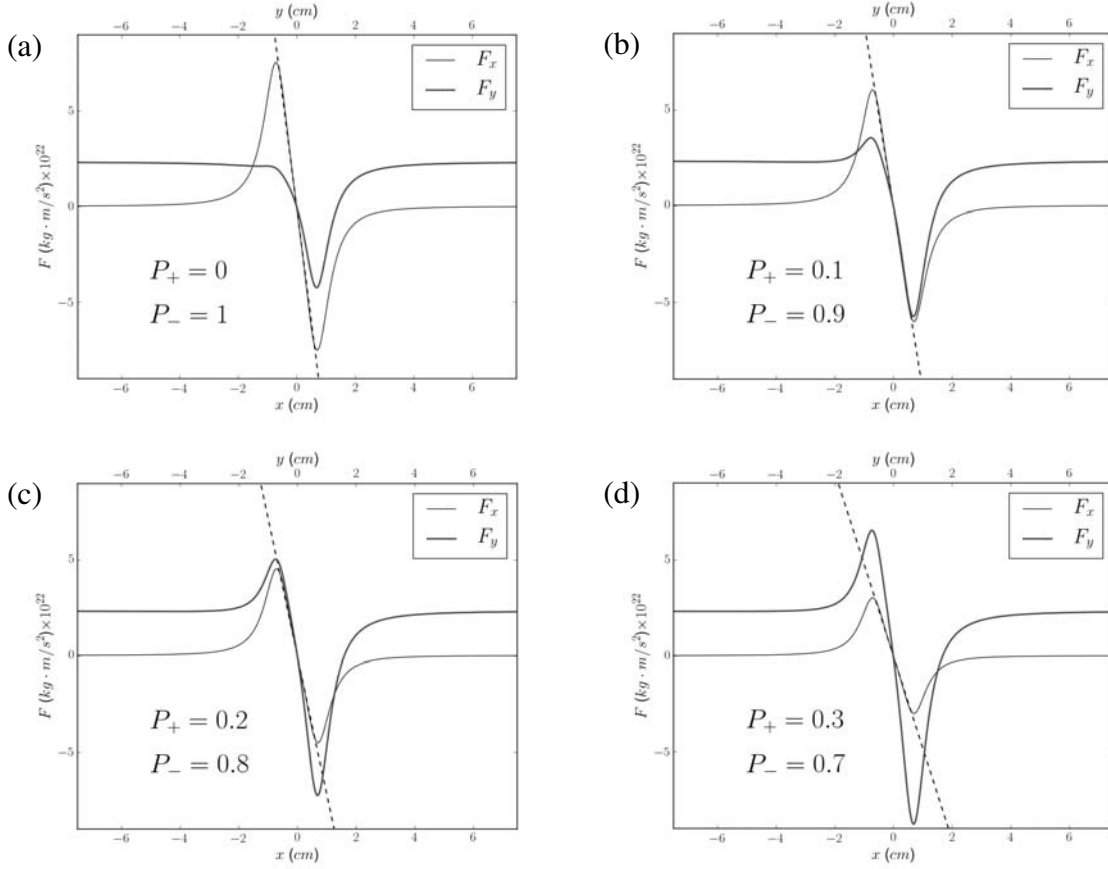 (a)
y (cm)
−6 −4 −2 0 2 4 6
F_x
F_y
F (kg · m/s²)×10²²
5
0
−5
P_+ = 0
P_− = 1
−6 −4 −2 0 2 4 6
x (cm)
(b)
y (cm)
−6 −4 −2 0 2 4 6
F_x
F_y
F (kg · m/s²)×10²²
5
0
−5
P_+ = 0.1
P_− = 0.9
−6 −4 −2 0 2 4 6
x (cm)
(c)
y (cm)
−6 −4 −2 0 2 4 6
F_x
F_y
F (kg · m/s²)×10²²
5
0
−5
P_+ = 0.2
P_− = 0.8
−6 −4 −2 0 2 4 6
x (cm)
(d)
y (cm)
−6 −4 −2 0 2 4 6
F_x
F_y
F (kg · m/s²)×10²²
5
0
−5
P_+ = 0.3
P_− = 0.7
−6 −4 −2 0 2 4 6
x (cm)